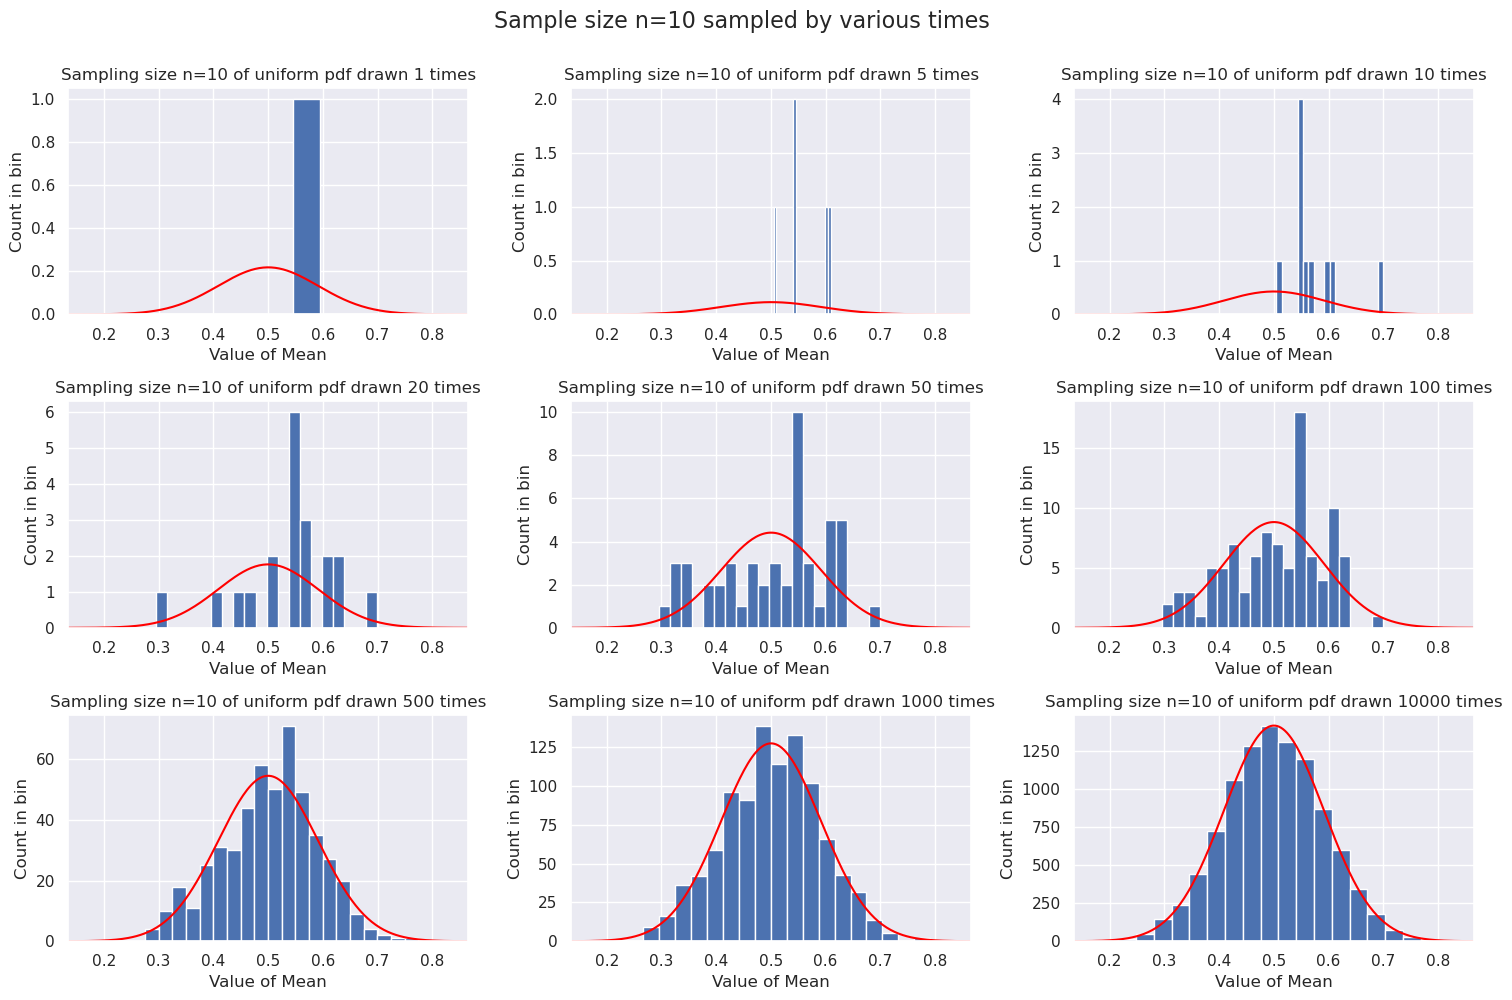 Sample size n=10 sampled by various times
Sampling size n=10 of uniform pdf drawn 1 times
1.0
0.8
0.6
0.4
0.2
0.0
Count in bin
0.2 0.3 0.4 0.5 0.6 0.7 0.8
Value of Mean
Sampling size n=10 of uniform pdf drawn 5 times
2.0
1.5
1.0
0.5
0.0
Count in bin
0.2 0.3 0.4 0.5 0.6 0.7 0.8
Value of Mean
Sampling size n=10 of uniform pdf drawn 10 times
4
3
2
1
0
Count in bin
0.2 0.3 0.4 0.5 0.6 0.7 0.8
Value of Mean
Sampling size n=10 of uniform pdf drawn 20 times
6
5
4
3
2
1
0
Count in bin
0.2 0.3 0.4 0.5 0.6 0.7 0.8
Value of Mean
Sampling size n=10 of uniform pdf drawn 50 times
10
8
6
4
2
0
Count in bin
0.2 0.3 0.4 0.5 0.6 0.7 0.8
Value of Mean
Sampling size n=10 of uniform pdf drawn 100 times
15
10
5
0
Count in bin
0.2 0.3 0.4 0.5 0.6 0.7 0.8
Value of Mean
Sampling size n=10 of uniform pdf drawn 500 times
60
40
20
0
Count in bin
0.2 0.3 0.4 0.5 0.6 0.7 0.8
Value of Mean
Sampling size n=10 of uniform pdf drawn 1000 times
125
100
75
50
25
0
Count in bin
0.2 0.3 0.4 0.5 0.6 0.7 0.8
Value of Mean
Sampling size n=10 of uniform pdf drawn 10000 times
1250
1000
750
500
250
0
Count in bin
0.2 0.3 0.4 0.5 0.6 0.7 0.8
Value of Mean